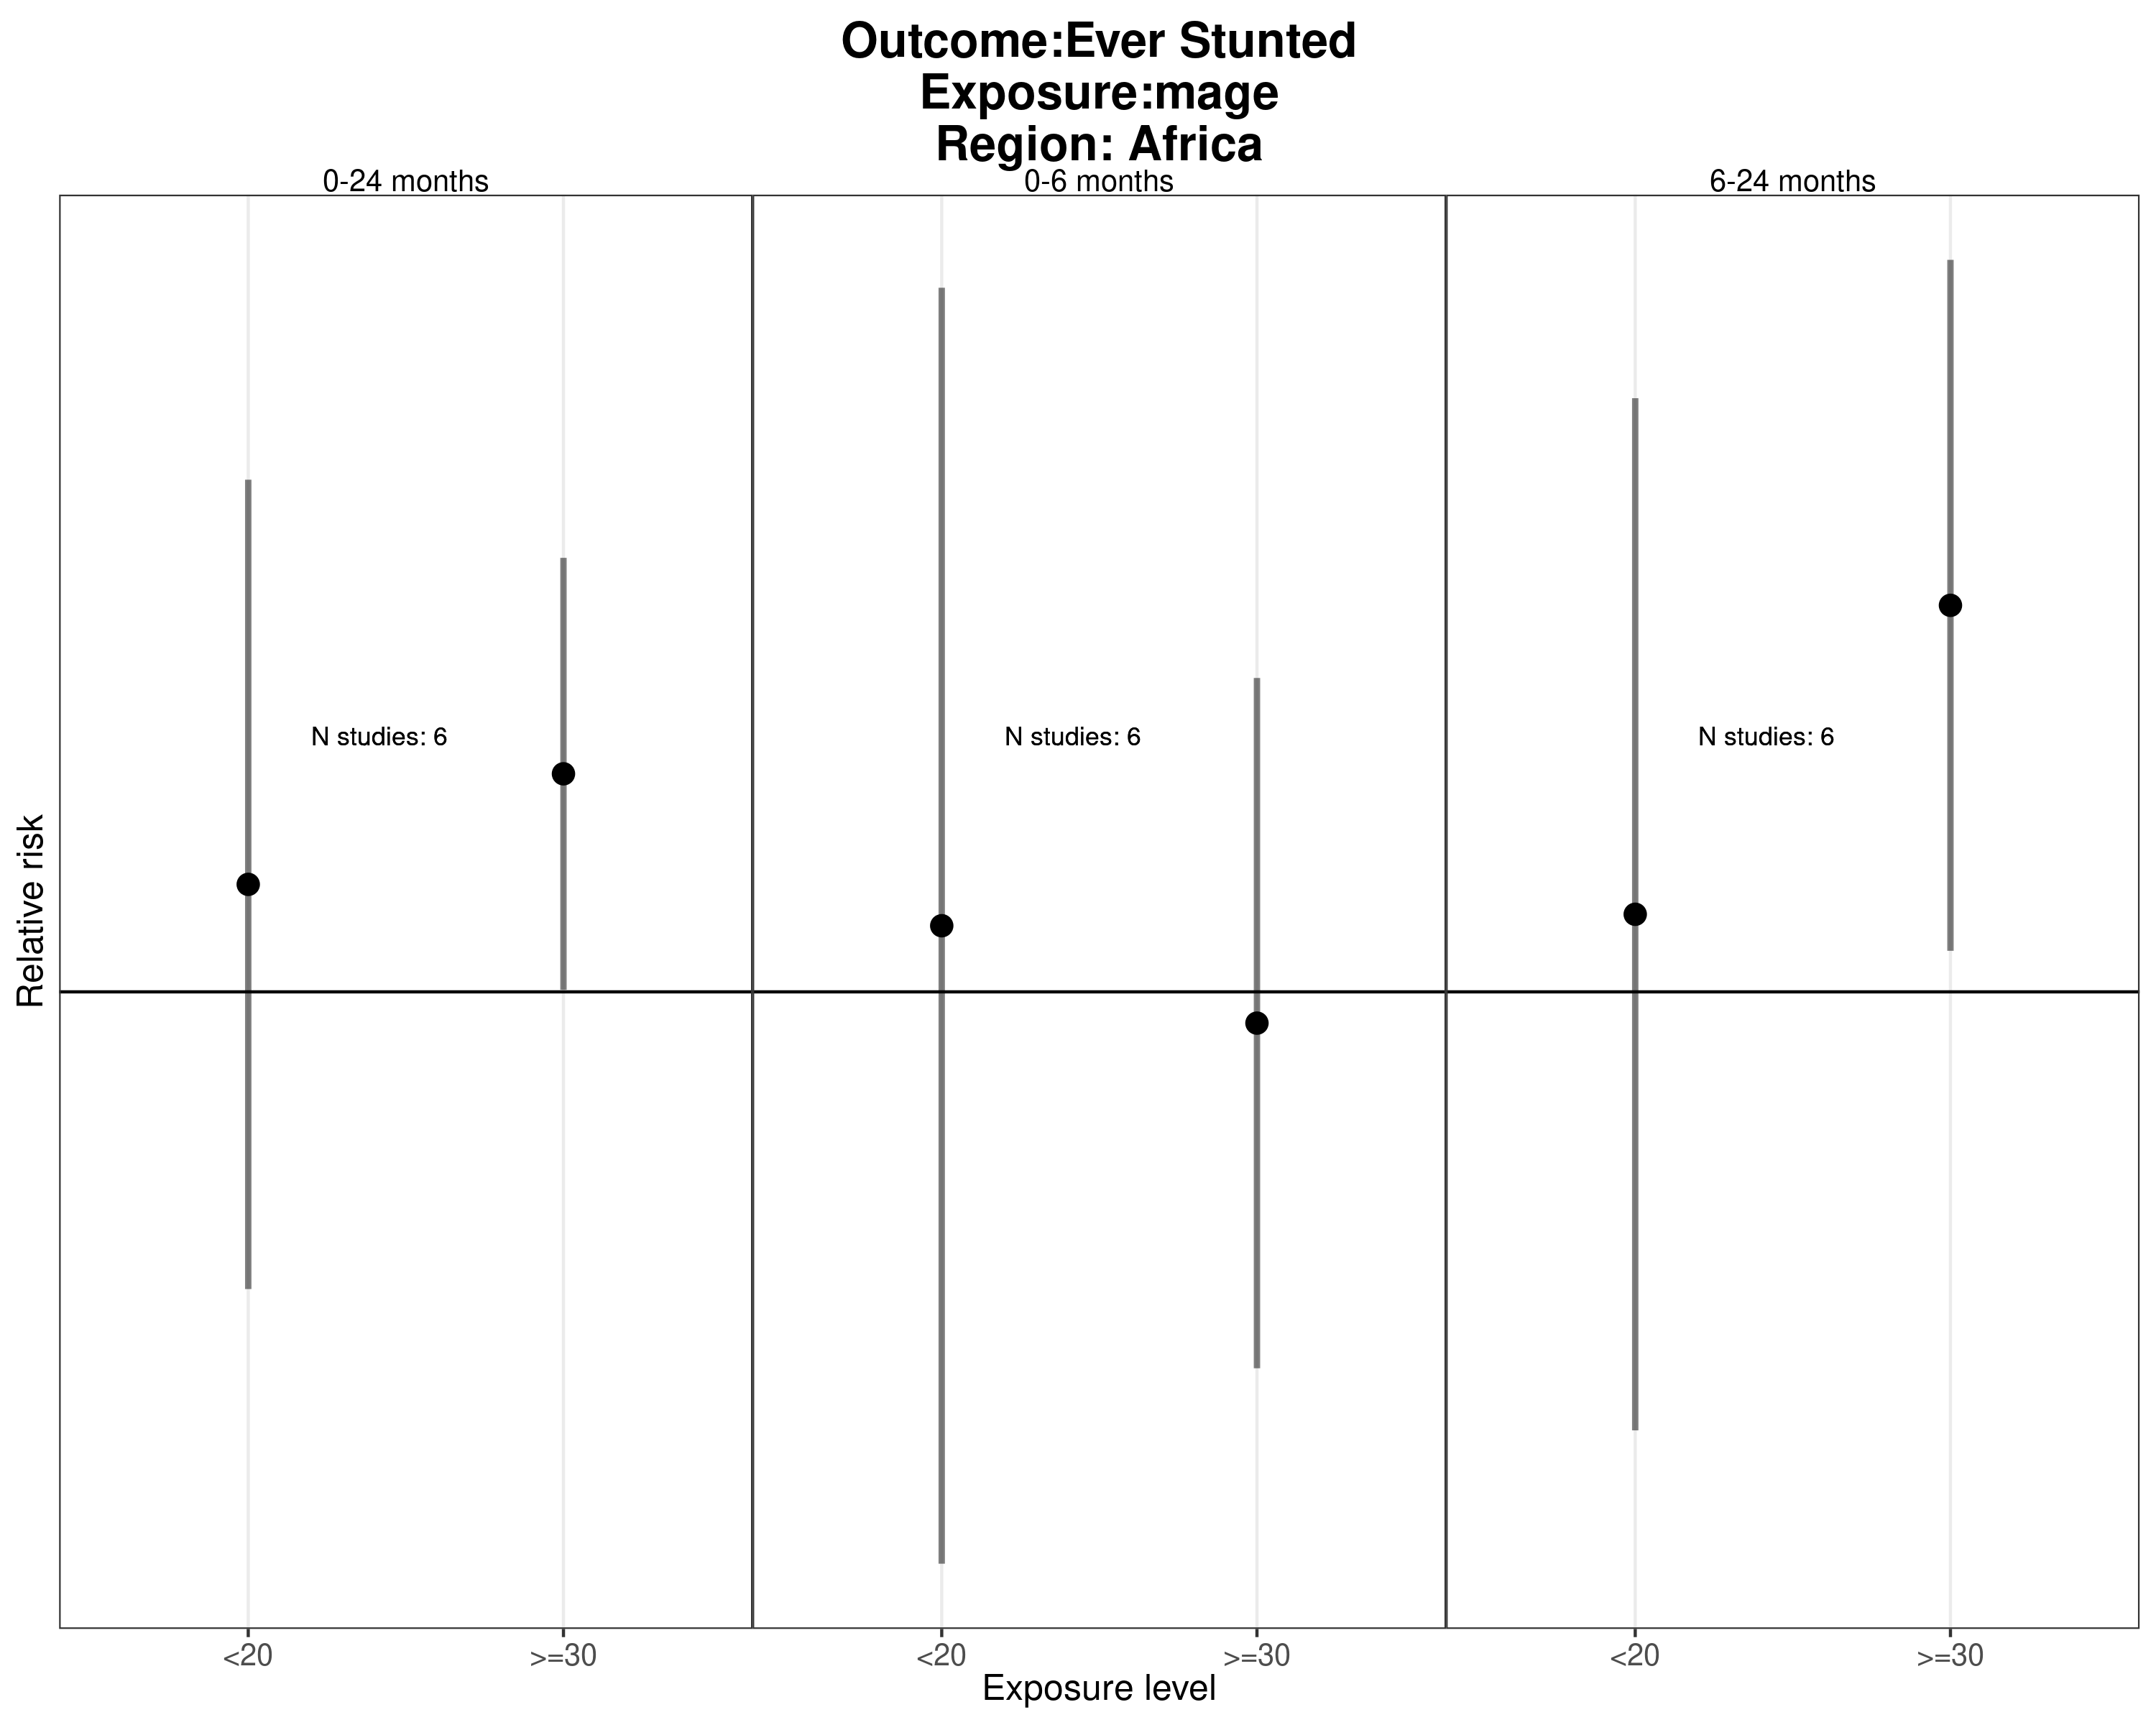 Outcome:Ever Stunted
Exposure:mage
Region: Africa
0-24 months
0-6 months
6-24 months
N studies: 6
N studies: 6
N studies: 6
Relative risk
<20
>=30
<20
>=30
<20
>=30
Exposure level